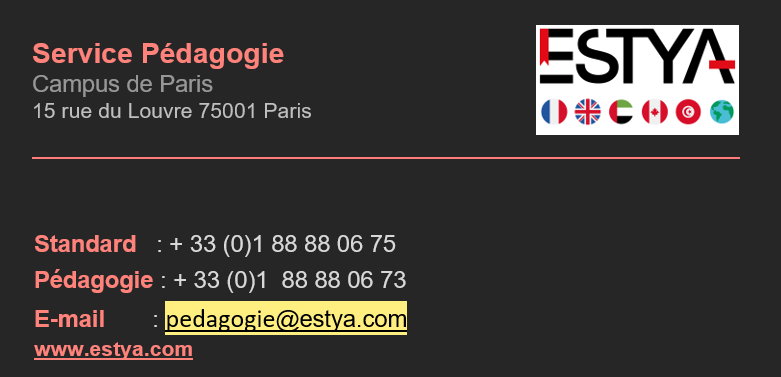 Service Pédagogie
Campus de Paris
15 rue du Louvre 75001 Paris
ESTYA
Standard : + 33 (0)1 88 88 06 75
Pédagogie : + 33 (0)1 88 88 06 73
E-mail : pedagogie@estya.com
www.estya.com